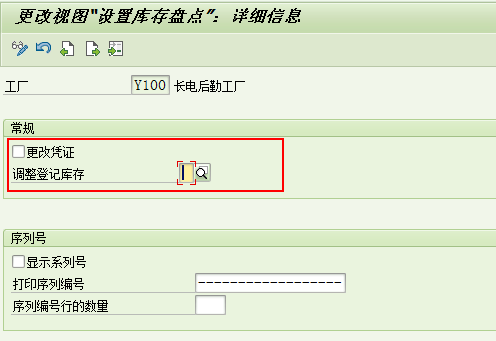 更改视图"设置库存盘点"：详细信息
工厂 Y100 长电后勤工厂
常规
更改凭证
调整登记库存
序列号
显示系列号
打印序列编号 ------------------
序列编号行的数量